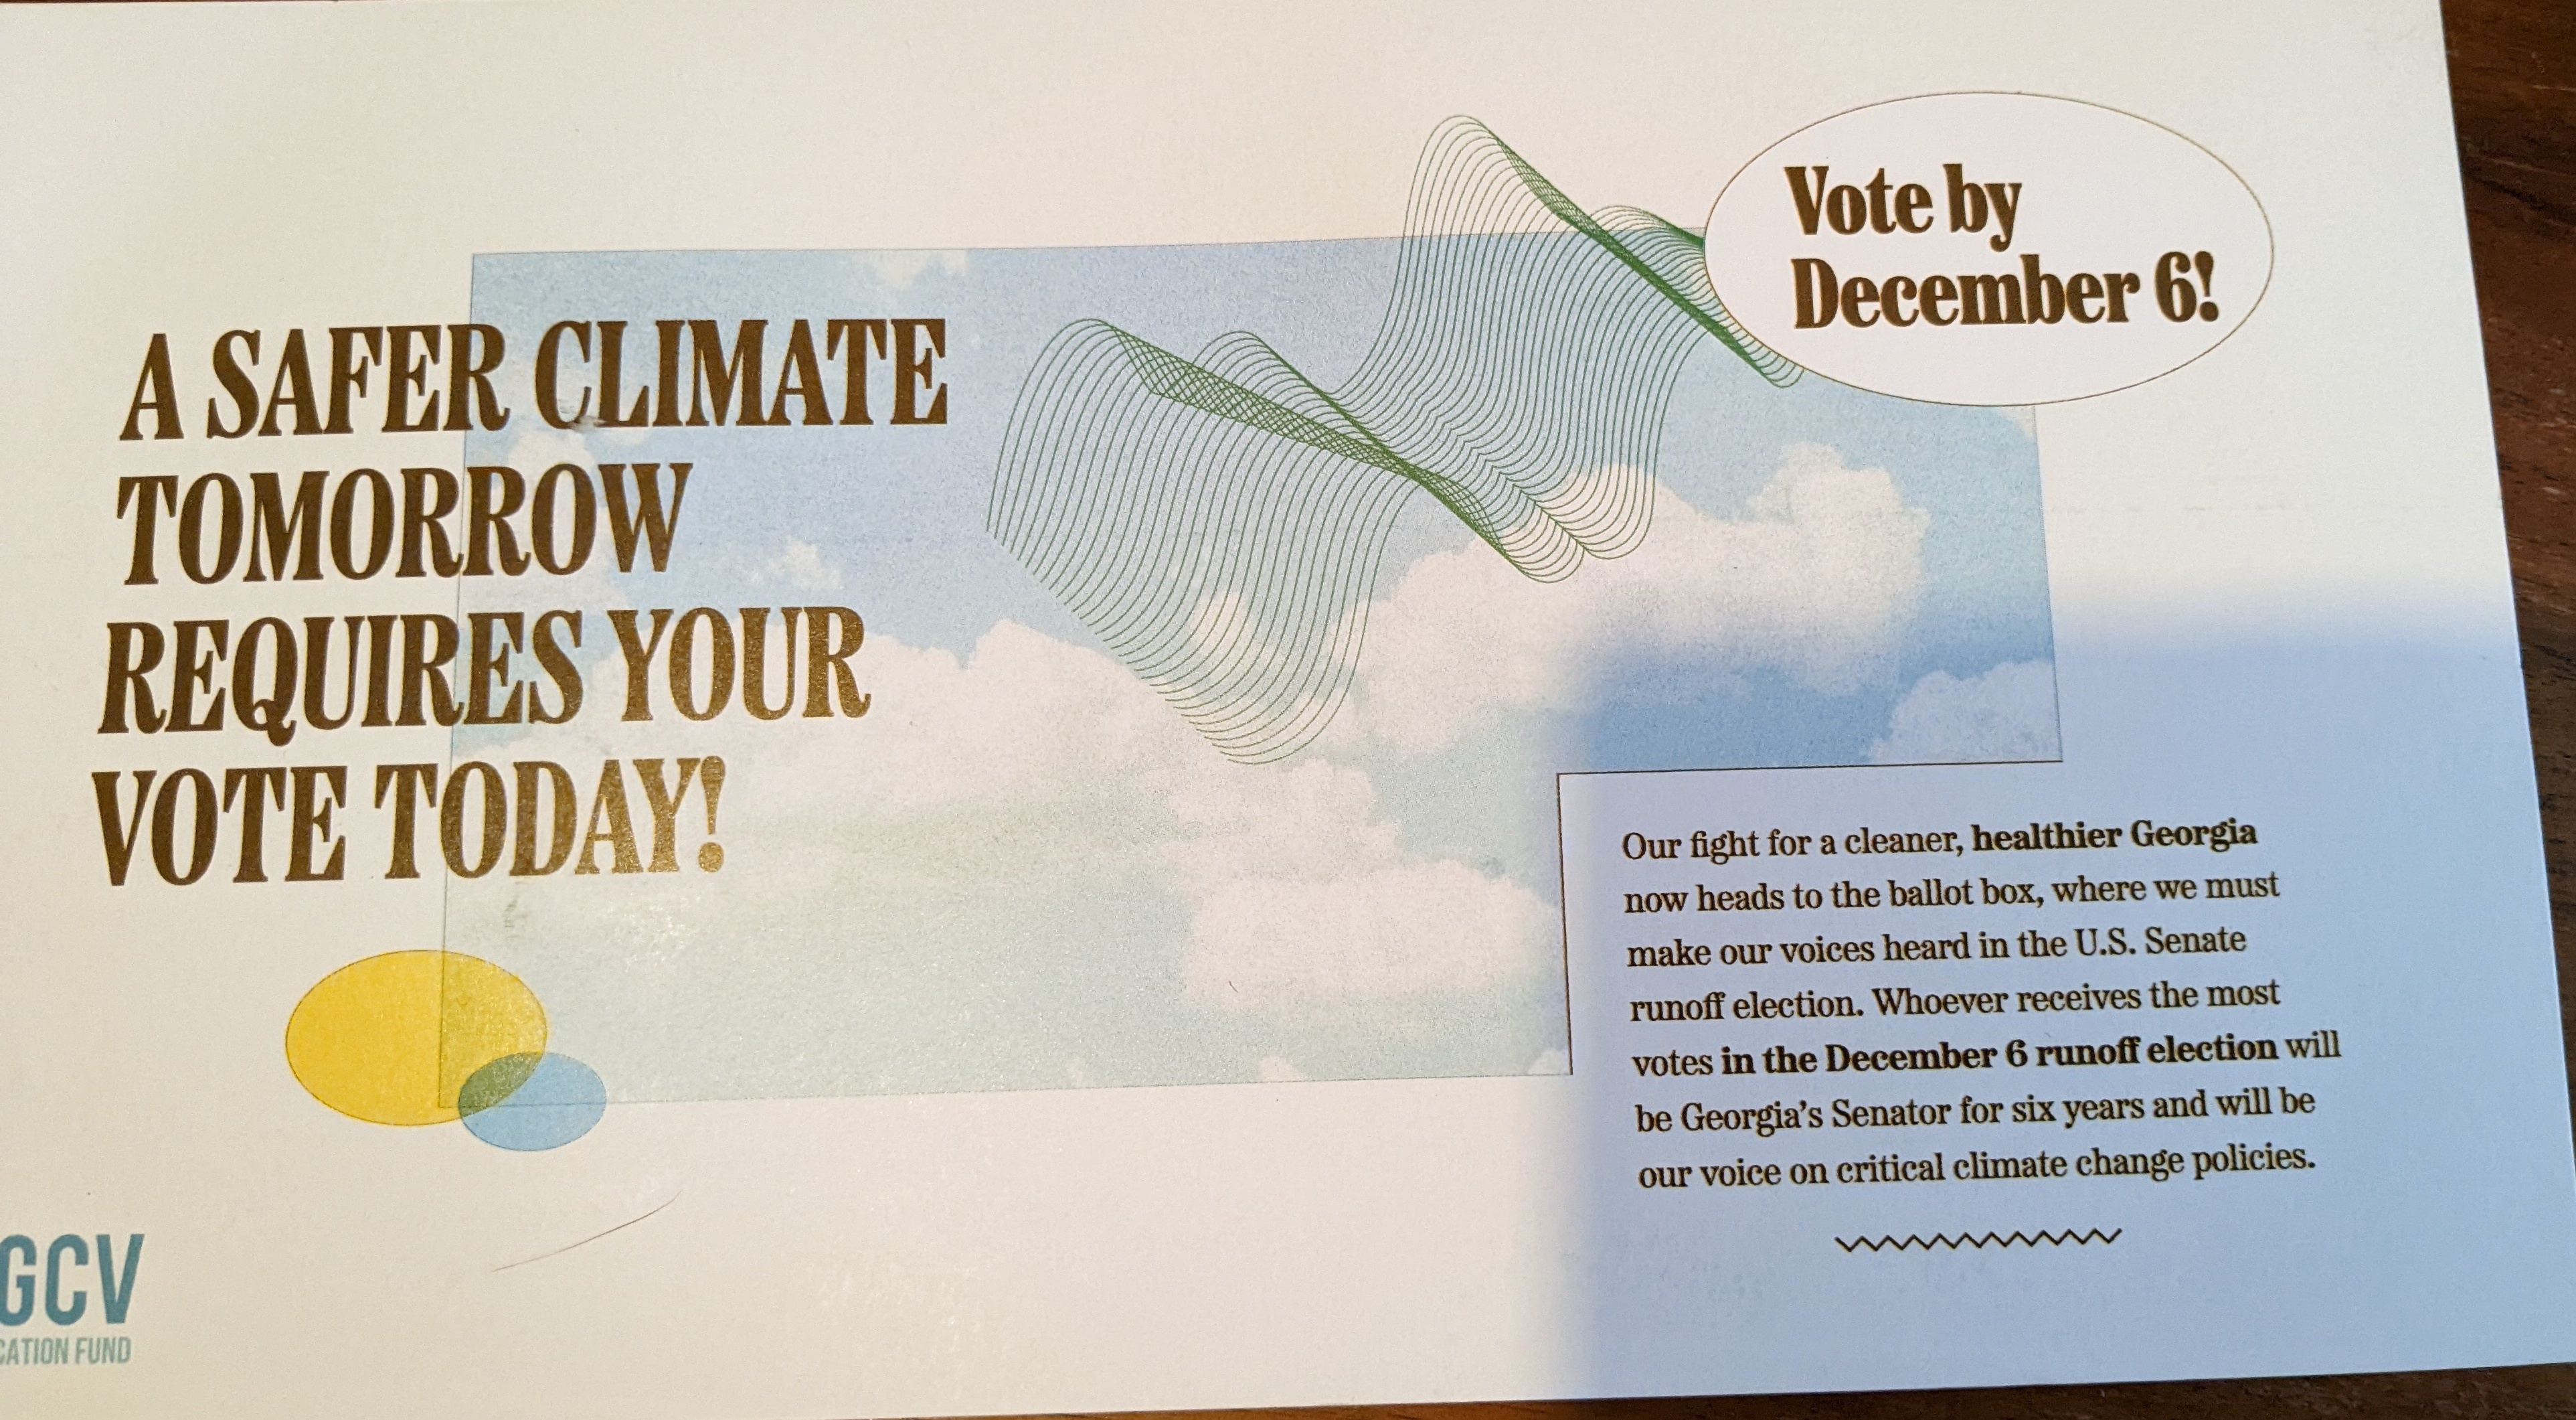 A SAFER CLIMATE
TOMORROW
REQUIRES YOUR
VOTE TODAY!
Vote by
December 6!
Our fight for a cleaner, healthier Georgia
now heads to the ballot box, where we must
make our voices heard in the U.S. Senate
runoff election. Whoever receives the most
votes in the December 6 runoff election will
be Georgia's Senator for six years and will be
our voice on critical climate change policies.
GCV
CATION FUND